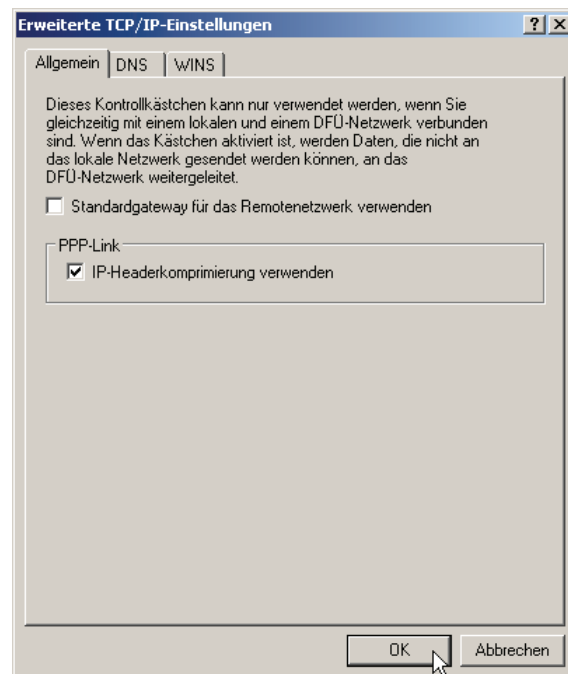 Erweiterte TCP/IP-Einstellungen
Allgemein DNS WINS
Dieses Kontrollkästchen kann nur verwendet werden, wenn Sie
gleichzeitig mit einem lokalen und einem DFÜ-Netzwerk verbunden
sind. Wenn das Kästchen aktiviert ist, werden Daten, die nicht an
das lokale Netzwerk gesendet werden können, an das
DFÜ-Netzwerk weitergeleitet.
Standardgateway für das Remotenetzwerk verwenden
PPP-Link
IP-Headerkomprimierung verwenden
OK Abbrechen